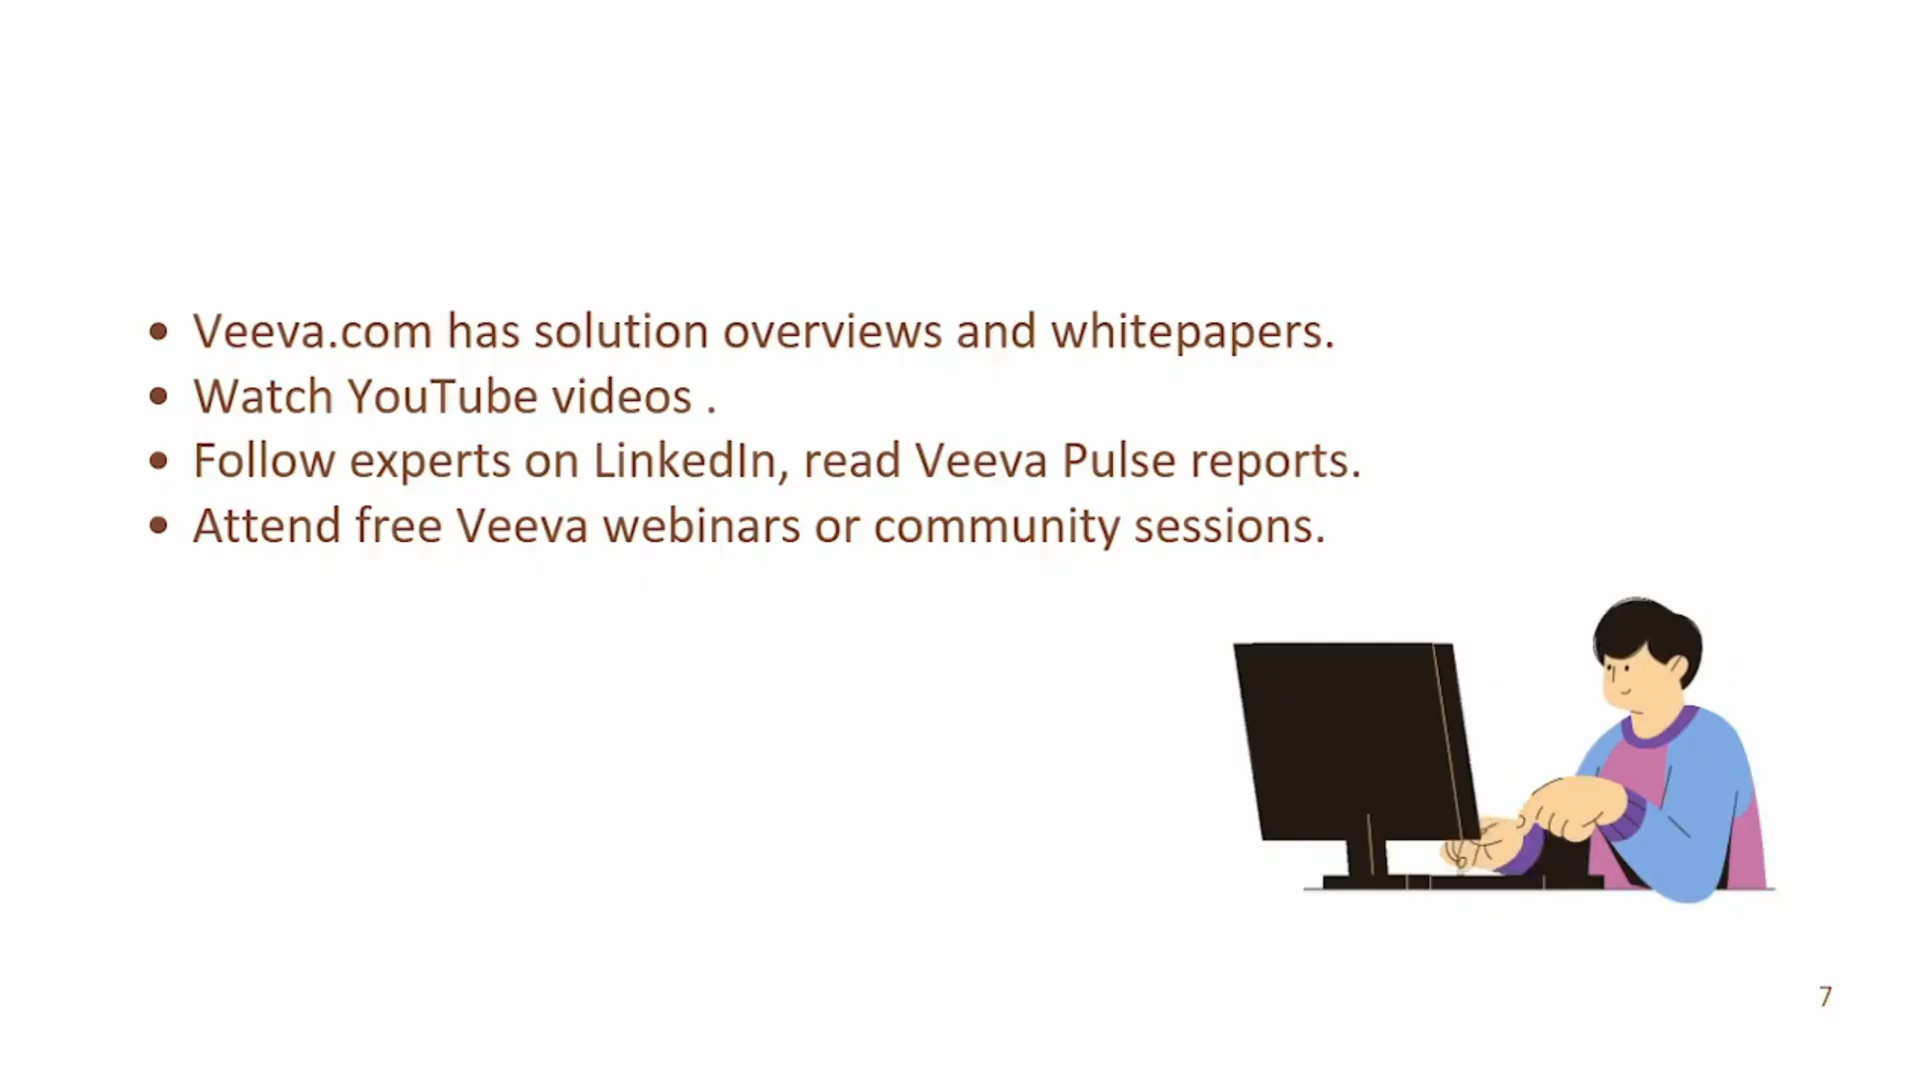 • Veeva.com has solution overviews and whitepapers.
• Watch YouTube videos .
• Follow experts on LinkedIn, read Veeva Pulse reports.
• Attend free Veeva webinars or community sessions.
7